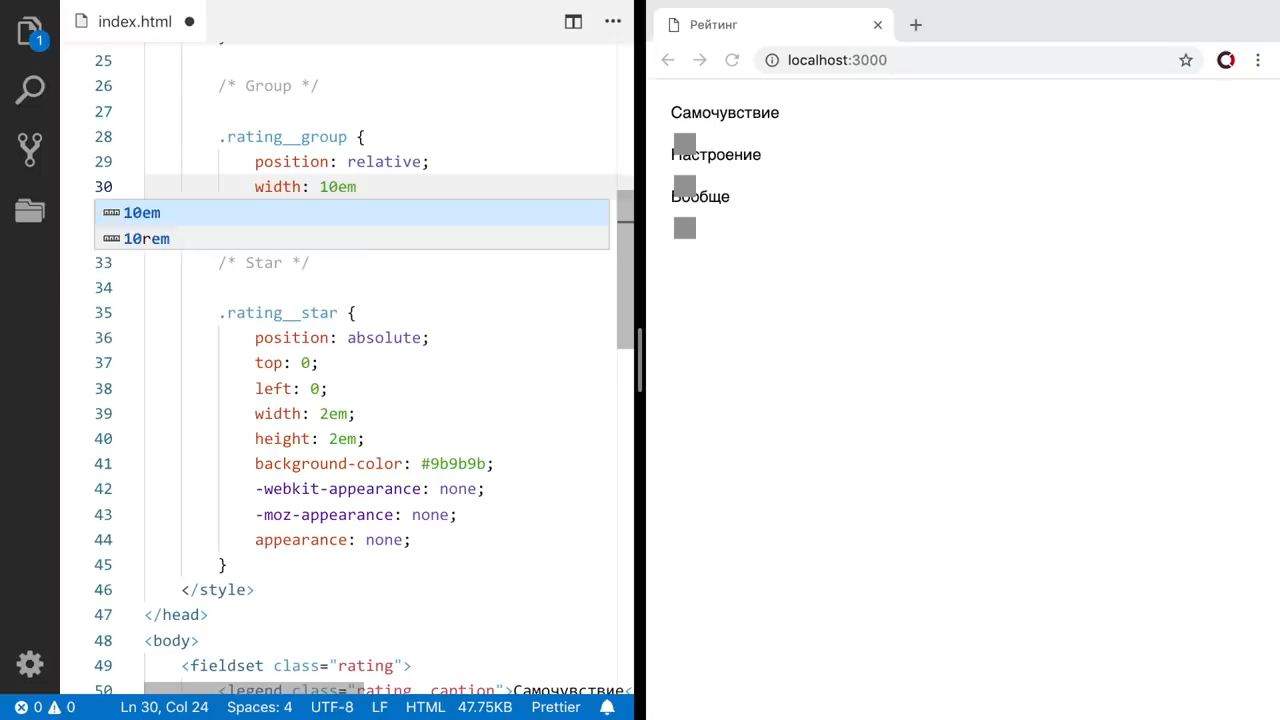 1
index.html
25
26 /* Group */
27
28 .rating__group {
29 position: relative;
30 width: 10em
10em
10rem
33 /* Star */
34
35 .rating__star {
36 position: absolute;
37 top: 0;
38 left: 0;
39 width: 2em;
40 height: 2em;
41 background-color: #9b9b9b;
42 -webkit-appearance: none;
43 -moz-appearance: none;
44 appearance: none;
45 }
46 </style>
47 </head>
48 <body>
49 <fieldset class="rating">
50 <legend class="rating__caption">Самочувствие<
0 0 Ln 30, Col 24 Spaces: 4 UTF-8 LF HTML 47.75KB Prettier
Рейтинг
localhost:3000
Самочувствие
Настроение
Вообще